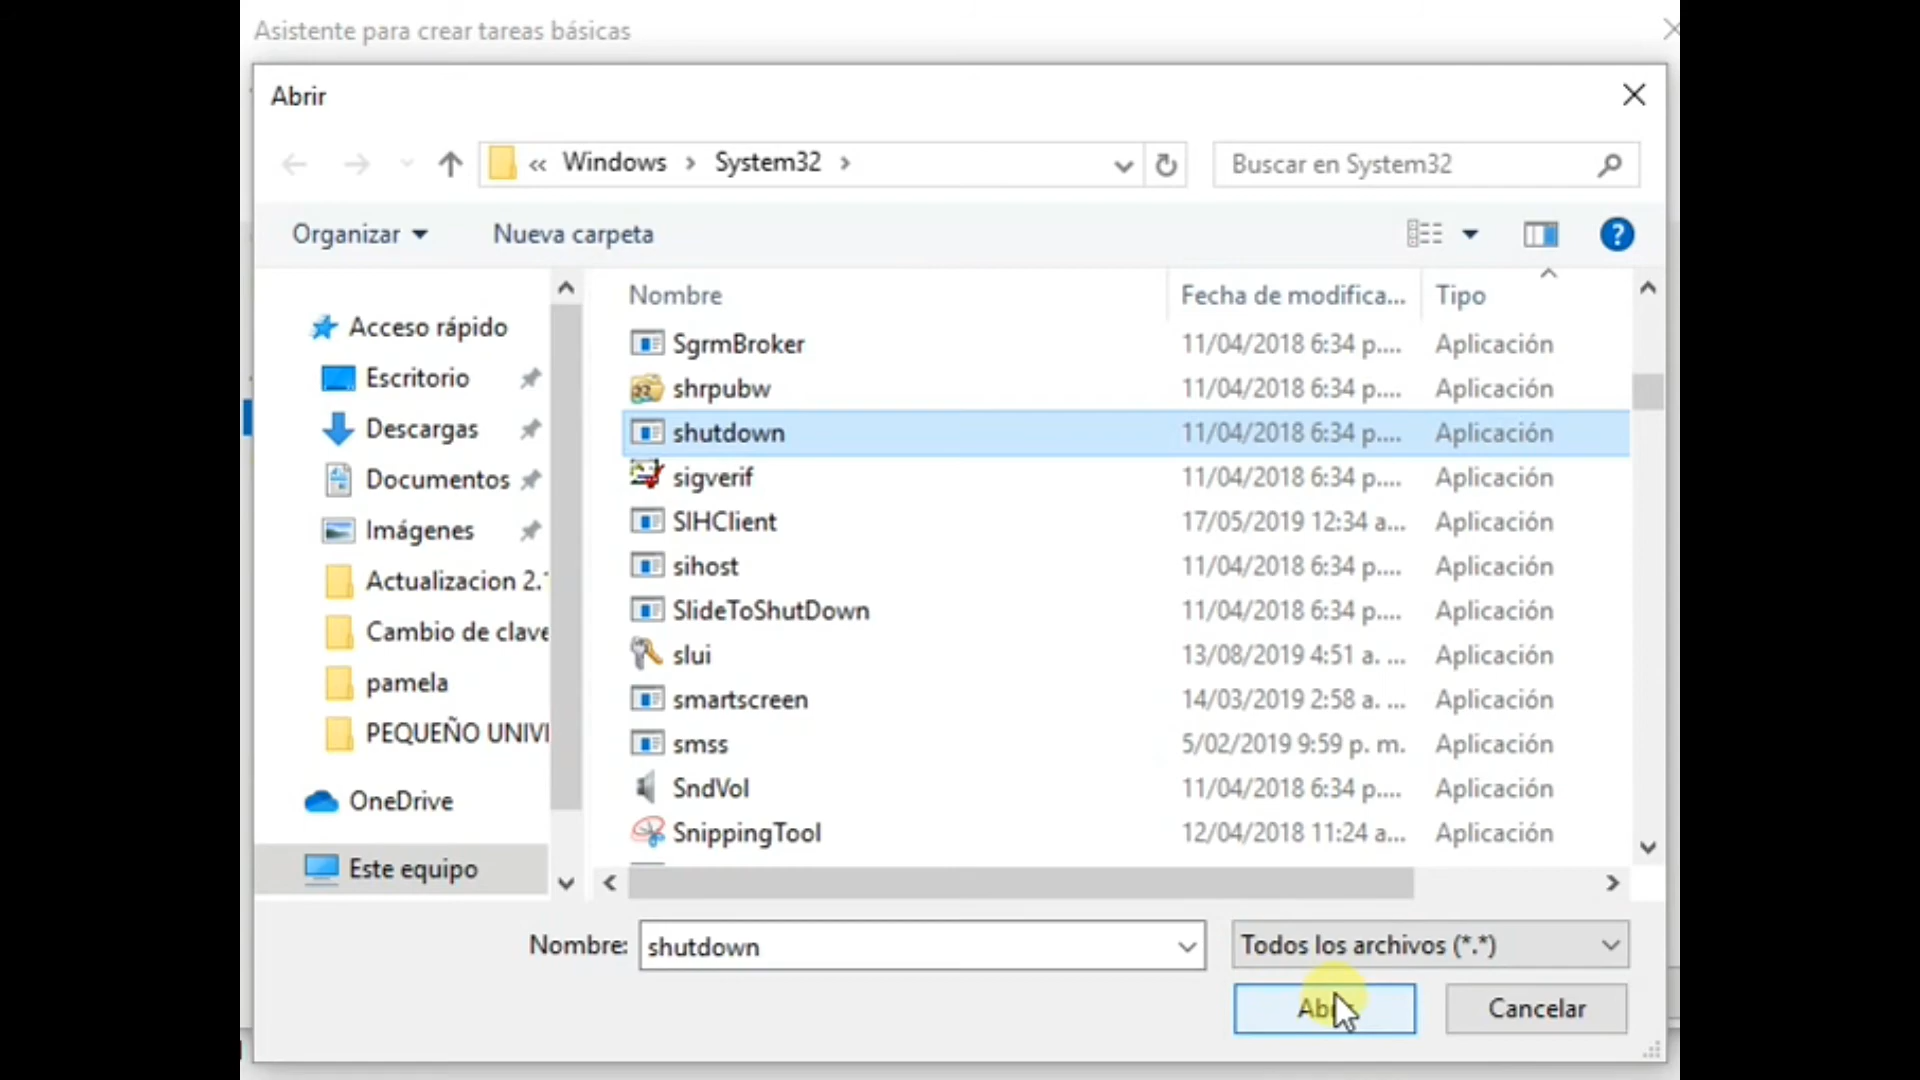 Asistente para crear tareas básicas
Abrir
« Windows › System32 ›
Buscar en System32
Organizar
Nueva carpeta
Acceso rápido
Escritorio
Descargas
Documentos
Imágenes
Actualizacion 2.
Cambio de clave
pamela
PEQUEÑO UNIV
OneDrive
Este equipo
Nombre Fecha de modifica... Tipo
SgrmBroker 11/04/2018 6:34 p.... Aplicación
shrpubw 11/04/2018 6:34 p.... Aplicación
shutdown 11/04/2018 6:34 p.... Aplicación
sigverif 11/04/2018 6:34 p.... Aplicación
SIHClient 17/05/2019 12:34 a... Aplicación
sihost 11/04/2018 6:34 p.... Aplicación
SlideToShutDown 11/04/2018 6:34 p.... Aplicación
slui 13/08/2019 4:51 a. ... Aplicación
smartscreen 14/03/2019 2:58 a. ... Aplicación
smss 5/02/2019 9:59 p. m. Aplicación
SndVol 11/04/2018 6:34 p.... Aplicación
SnippingTool 12/04/2018 11:24 a... Aplicación
Nombre: shutdown
Todos los archivos (*.*)
Abrir
Cancelar